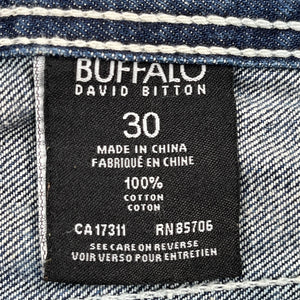 BUFFALO
DAVID BITTON
30
MADE IN CHINA
FABRIQUÉ EN CHINE
100%
COTTON
COTON
CA17311 RN85706
SEE CARE ON REVERSE
VOIR VERSO POUR ENTRETIEN